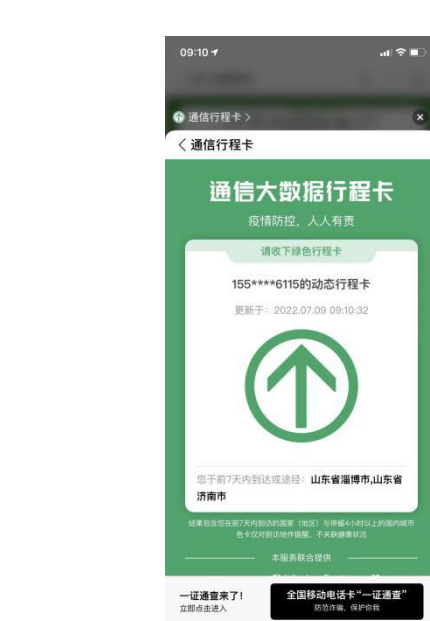 09:10
通信行程卡
通信行程卡
通信大数据行程卡
疫情防控，人人有责
请收下绿色行程卡
155****6115的动态行程卡
更新于：2022.07.09 09:10:32
您于前7天内到达或途经：山东省淄博市,山东省
济南市
结果包含您在前7天内到访的国家（地区）与停留4小时以上的国内城市
色卡仅对到访地作提醒，不关联健康状况
本服务联合提供
一证通查来了！
立即点击进入
全国移动电话卡“一证通查”
防范诈骗，保护你我